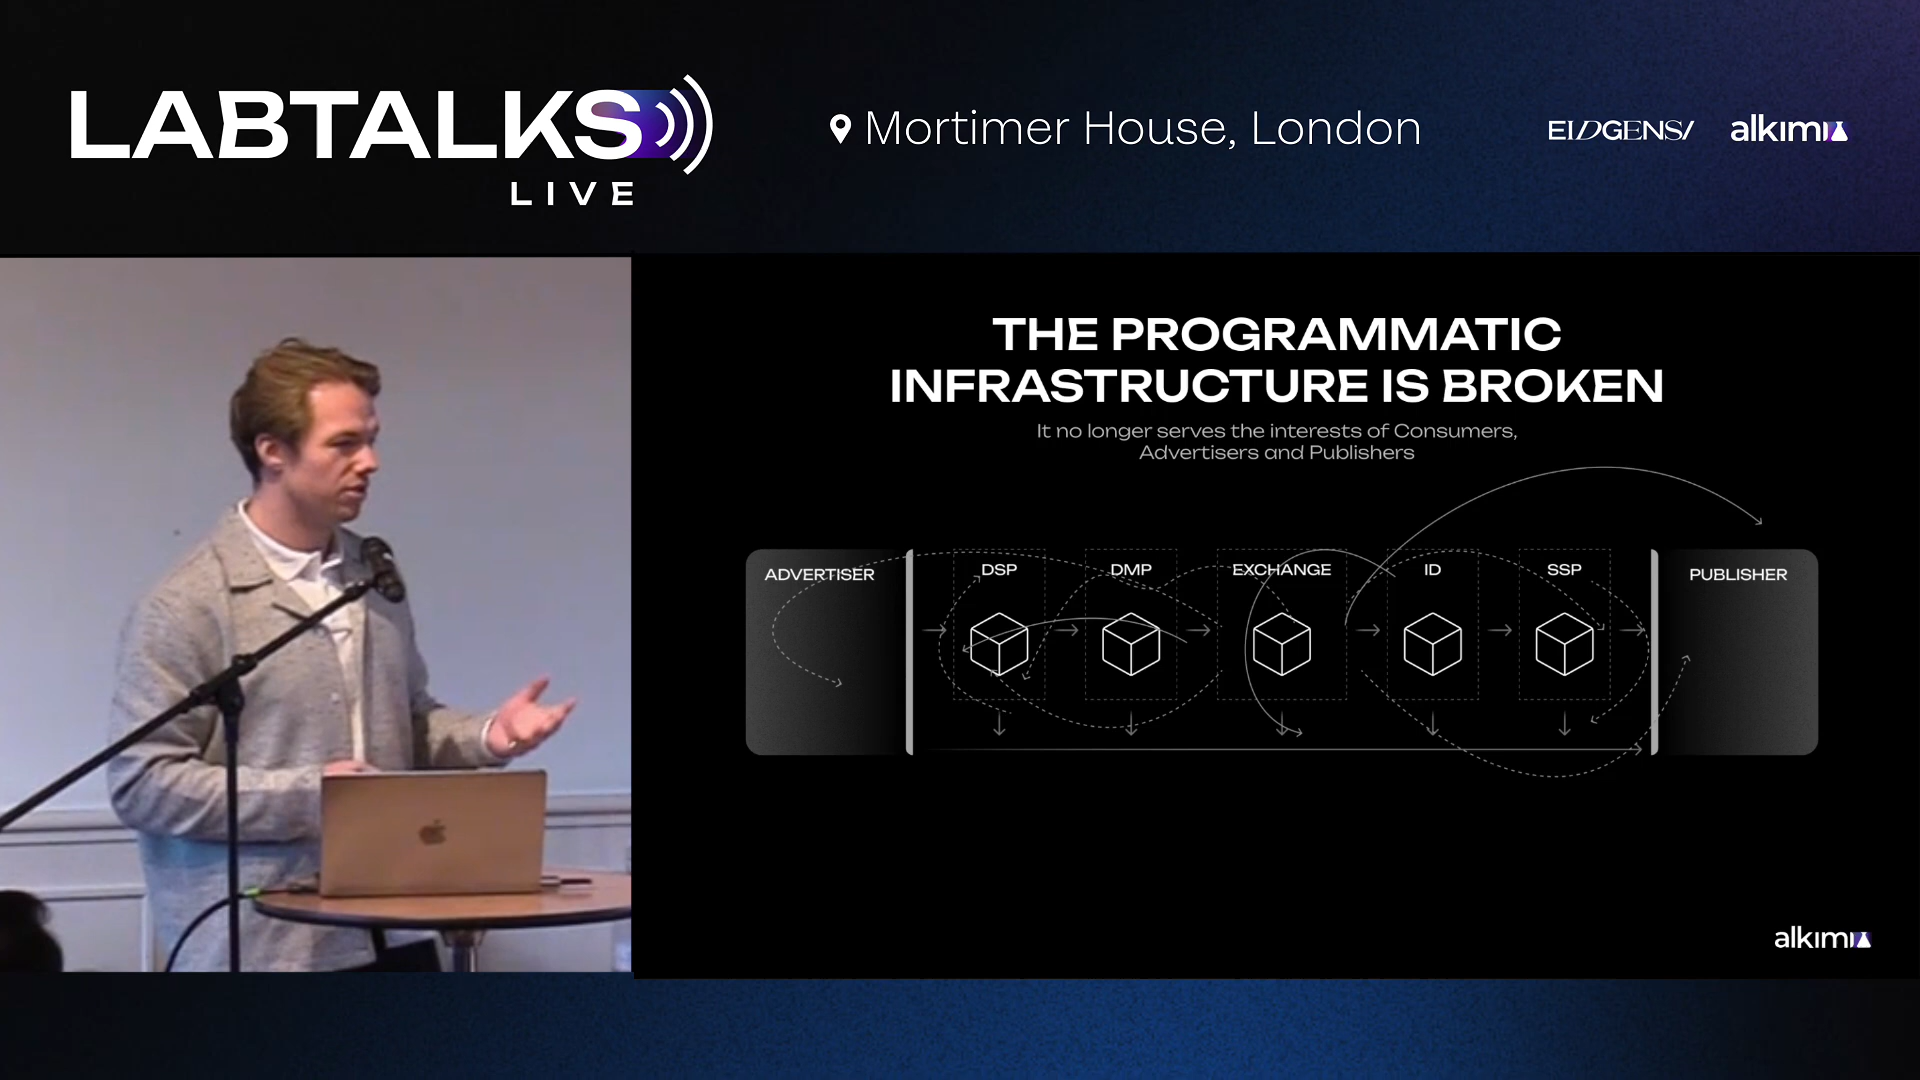 LABTALKS
LIVE
Mortimer House, London
EIDGENSI
alkimi
THE PROGRAMMATIC
INFRASTRUCTURE IS BROKEN
It no longer serves the interests of Consumers,
Advertisers and Publishers
ADVERTISER
DSP
DMP
EXCHANGE
ID
SSP
PUBLISHER
alkimi